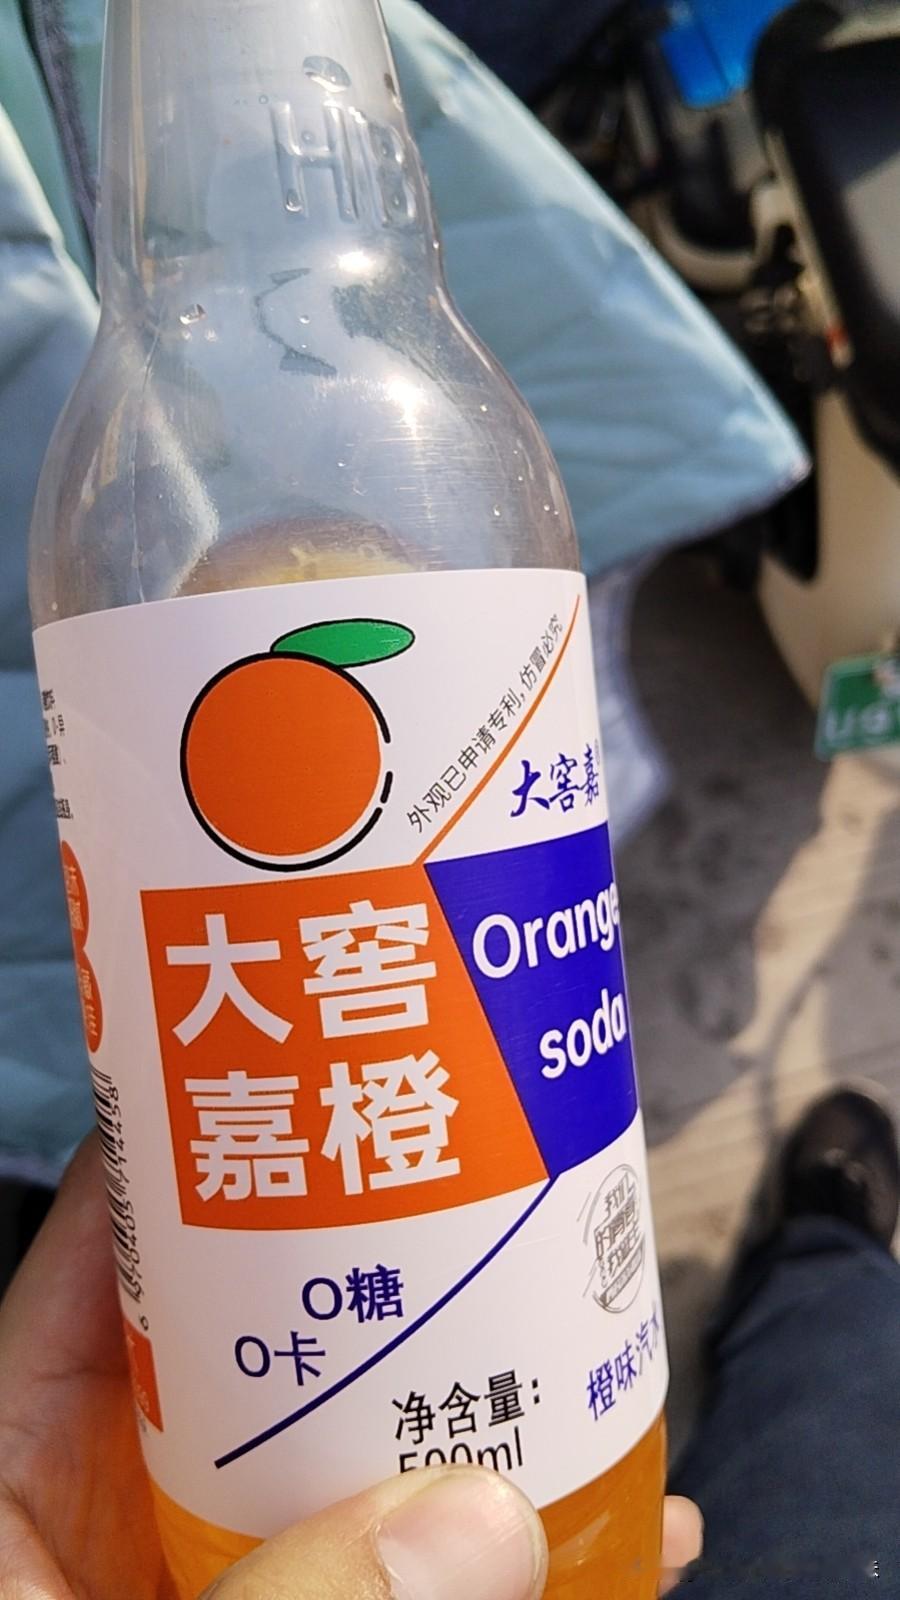 HB
外观已申请专利,仿冒必究
大窖嘉
Orange
soda
大窖
嘉橙
0糖
0卡
净含量:
500ml
橙味汽水